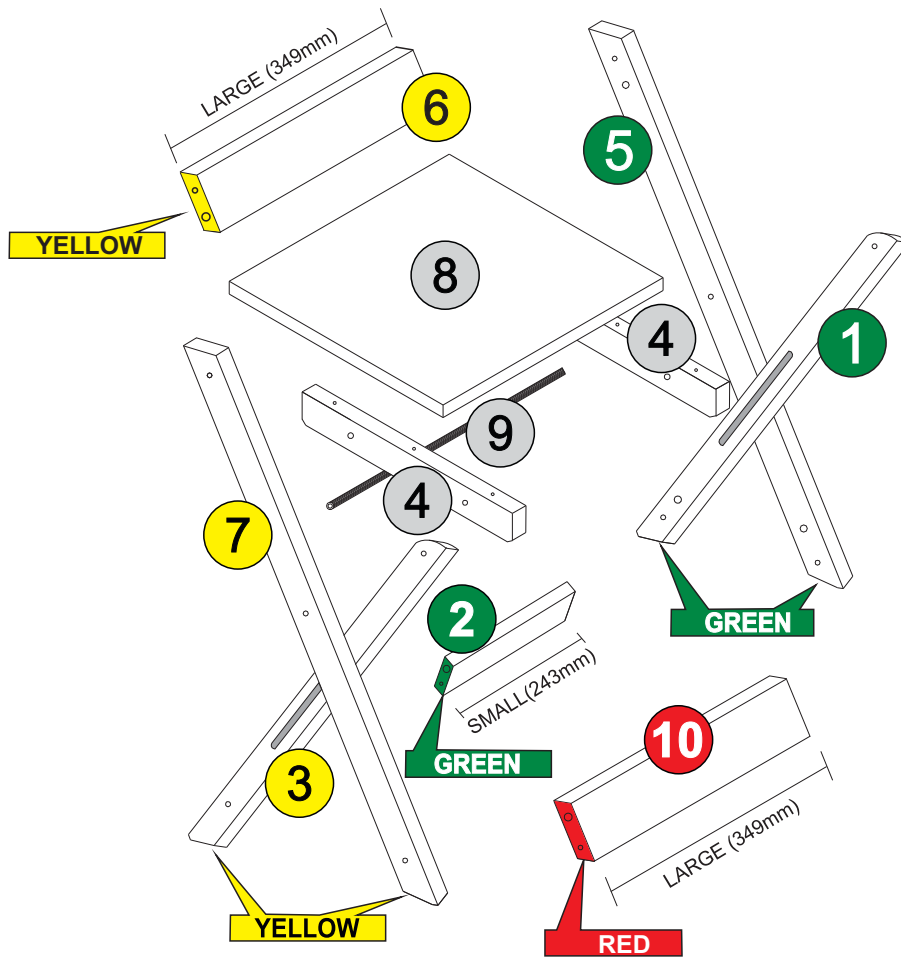 LARGE (349mm)
6
5
YELLOW
8
4
1
9
4
7
2
GREEN
SMALL(243mm)
GREEN
3
10
LARGE (349mm)
YELLOW
RED